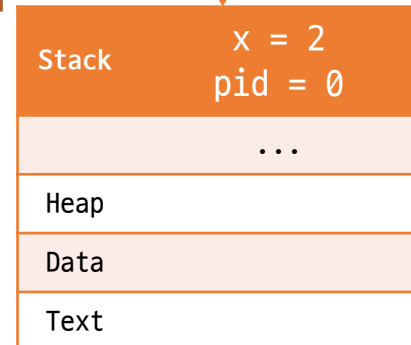 Stack
x = 2
pid = 0
...
Heap
Data
Text